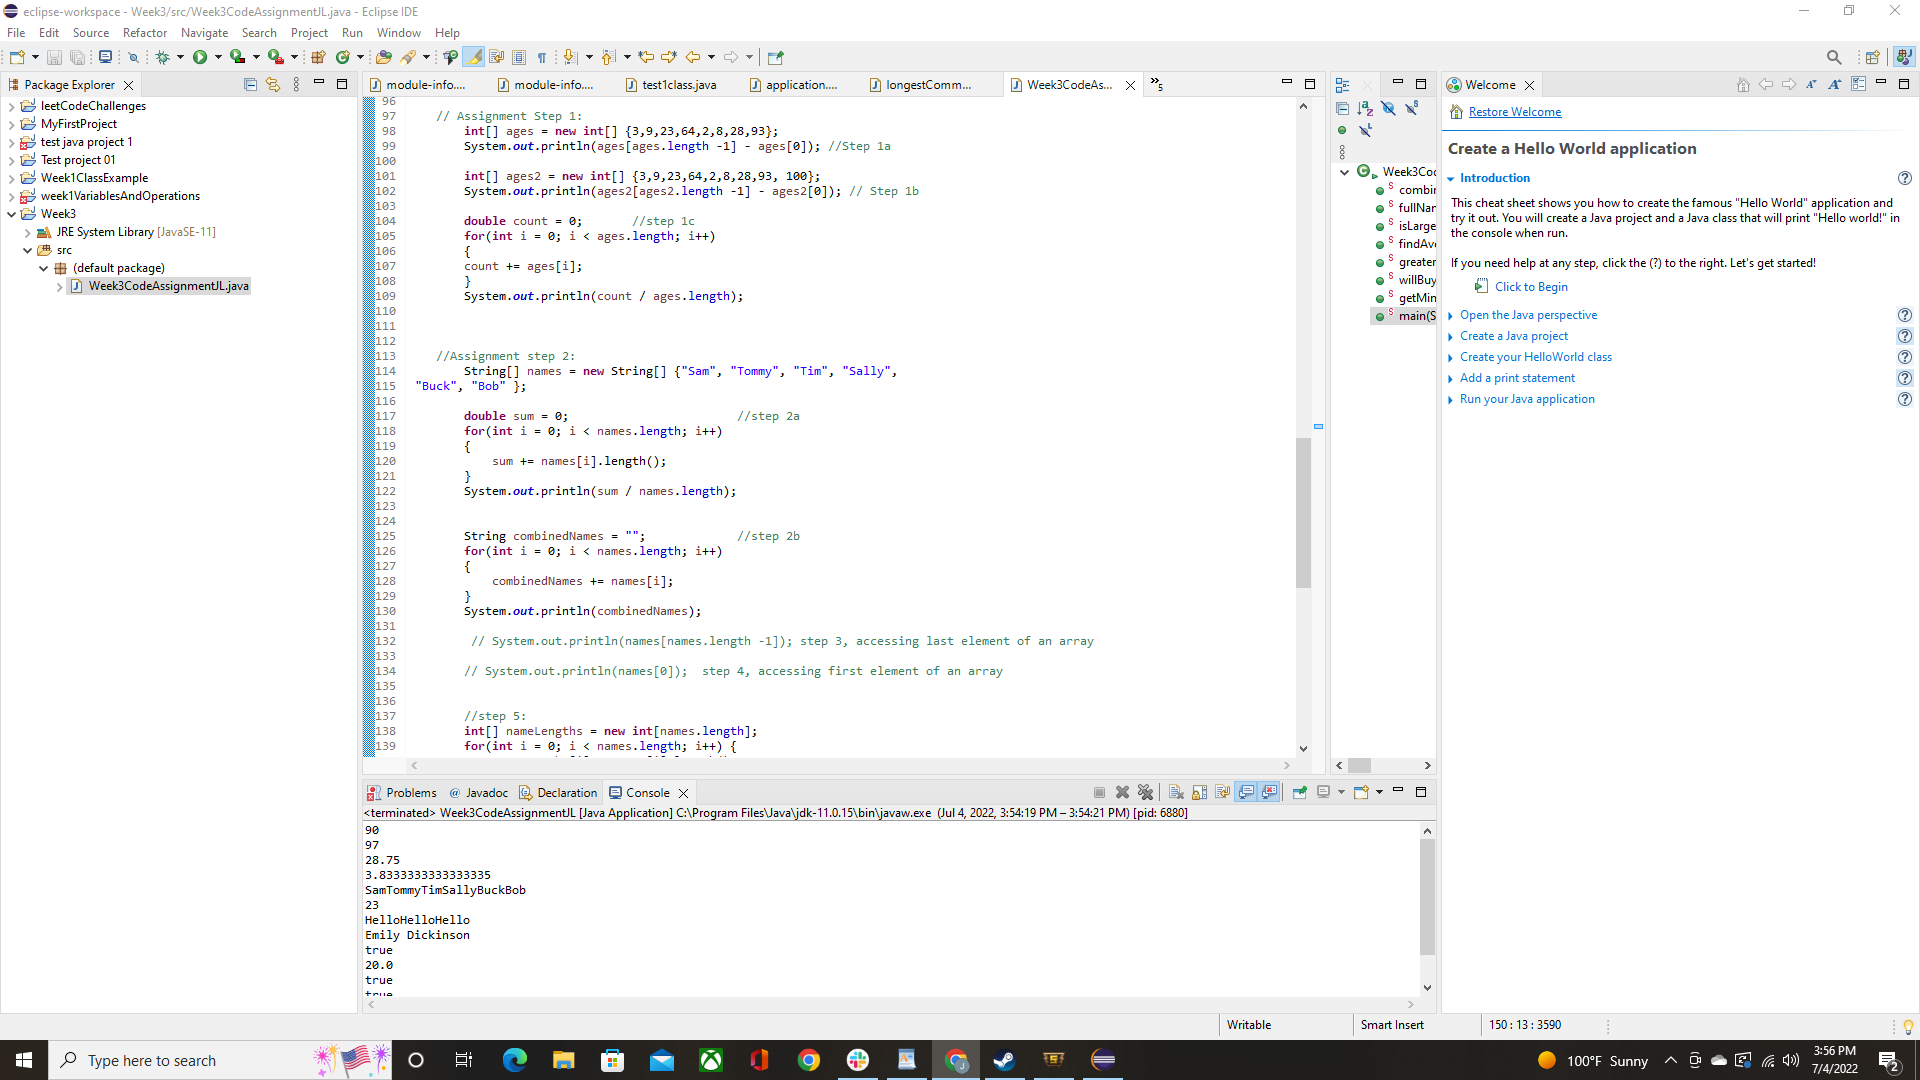 eclipse-workspace - Week3/src/Week3CodeAssignmentJL.java - Eclipse IDE
File Edit Source Refactor Navigate Search Project Run Window Help
Package Explorer
leetCodeChallenges
MyFirstProject
test java project 1
Test project 01
Week1ClassExample
week1VariablesAndOperations
Week3
JRE System Library [JavaSE-11]
src
(default package)
Week3CodeAssignmentJL.java
module-info.... module-info.... test1class.java application.... longestComm... Week3CodeAs... »5
96
97 // Assignment Step 1:
98 int[] ages = new int[] {3,9,23,64,2,8,28,93};
99 System.out.println(ages[ages.length -1] - ages[0]); //Step 1a
100
101 int[] ages2 = new int[] {3,9,23,64,2,8,28,93, 100};
102 System.out.println(ages2[ages2.length -1] - ages2[0]); // Step 1b
103
104 double count = 0; //step 1c
105 for(int i = 0; i < ages.length; i++)
106 {
107 count += ages[i];
108 }
109 System.out.println(count / ages.length);
110
111
112
113 //Assignment step 2:
114 String[] names = new String[] {"Sam", "Tommy", "Tim", "Sally",
115 "Buck", "Bob" };
116
117 double sum = 0; //step 2a
118 for(int i = 0; i < names.length; i++)
119 {
120 sum += names[i].length();
121 }
122 System.out.println(sum / names.length);
123
124
125 String combinedNames = ""; //step 2b
126 for(int i = 0; i < names.length; i++)
127 {
128 combinedNames += names[i];
129 }
130 System.out.println(combinedNames);
131
132 // System.out.println(names[names.length -1]); step 3, accessing last element of an array
133
134 // System.out.println(names[0]); step 4, accessing first element of an array
135
136
137 //step 5:
138 int[] nameLengths = new int[names.length];
139 for(int i = 0; i < names.length; i++) {
Week3Cod
combin
fullNan
isLarge
findAve
greater
willBuy
getMin
main(S
Welcome
Restore Welcome
Create a Hello World application
Introduction
This cheat sheet shows you how to create the famous "Hello World" application and
try it out. You will create a Java project and a Java class that will print "Hello world!" in
the console when run.
If you need help at any step, click the (?) to the right. Let's get started!
Click to Begin
Open the Java perspective
Create a Java project
Create your HelloWorld class
Add a print statement
Run your Java application
Problems @ Javadoc Declaration Console
<terminated> Week3CodeAssignmentJL [Java Application] C:\Program Files\Java\jdk-11.0.15\bin\javaw.exe (Jul 4, 2022, 3:54:19 PM – 3:54:21 PM) [pid: 6880]
90
97
28.75
3.8333333333333335
SamTommyTimSallyBuckBob
23
HelloHelloHello
Emily Dickinson
true
20.0
true
true
Writable Smart Insert 150 : 13 : 3590
Type here to search
100°F Sunny
3:56 PM
7/4/2022
2